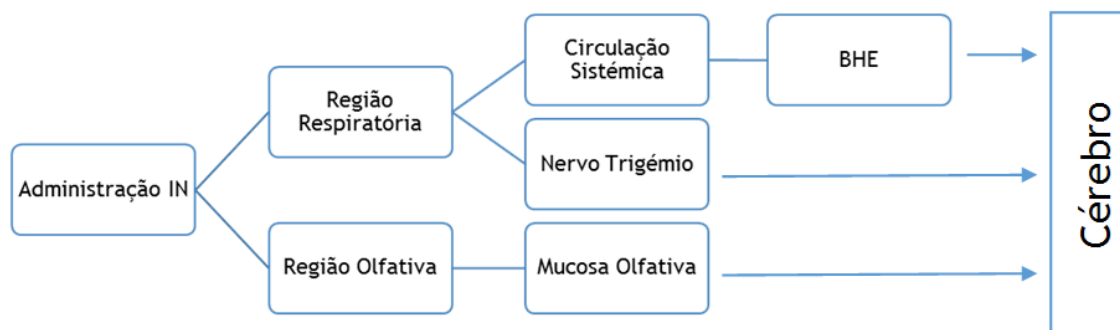 Administração IN
Região
Respiratória
Região Olfativa
Circulação
Sistémica
Nervo Trigémio
Mucosa Olfativa
BHE
Cérebro